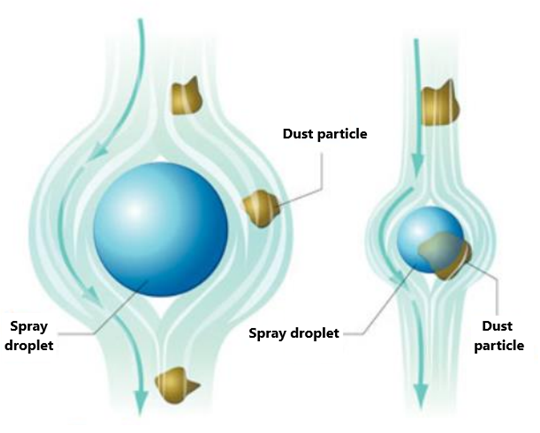 Dust particle
Spray
droplet
Spray droplet
Dust
particle